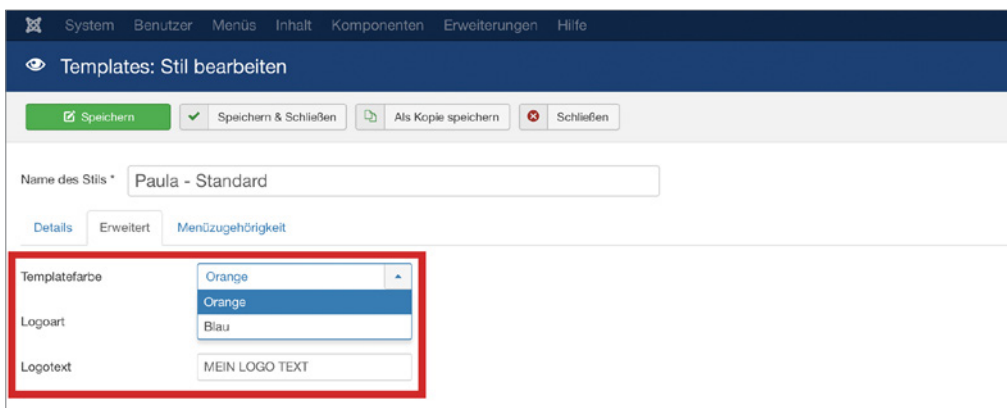 System Benutzer Menüs Inhalt Komponenten Erweiterungen Hilfe
Templates: Stil bearbeiten
Speichern Speichern & Schließen Als Kopie speichern Schließen
Name des Stils * Paula - Standard
Details Erweitert Menüzugehörigkeit
Templatefarbe Orange
Orange
Logoart Blau
Logotext MEIN LOGO TEXT